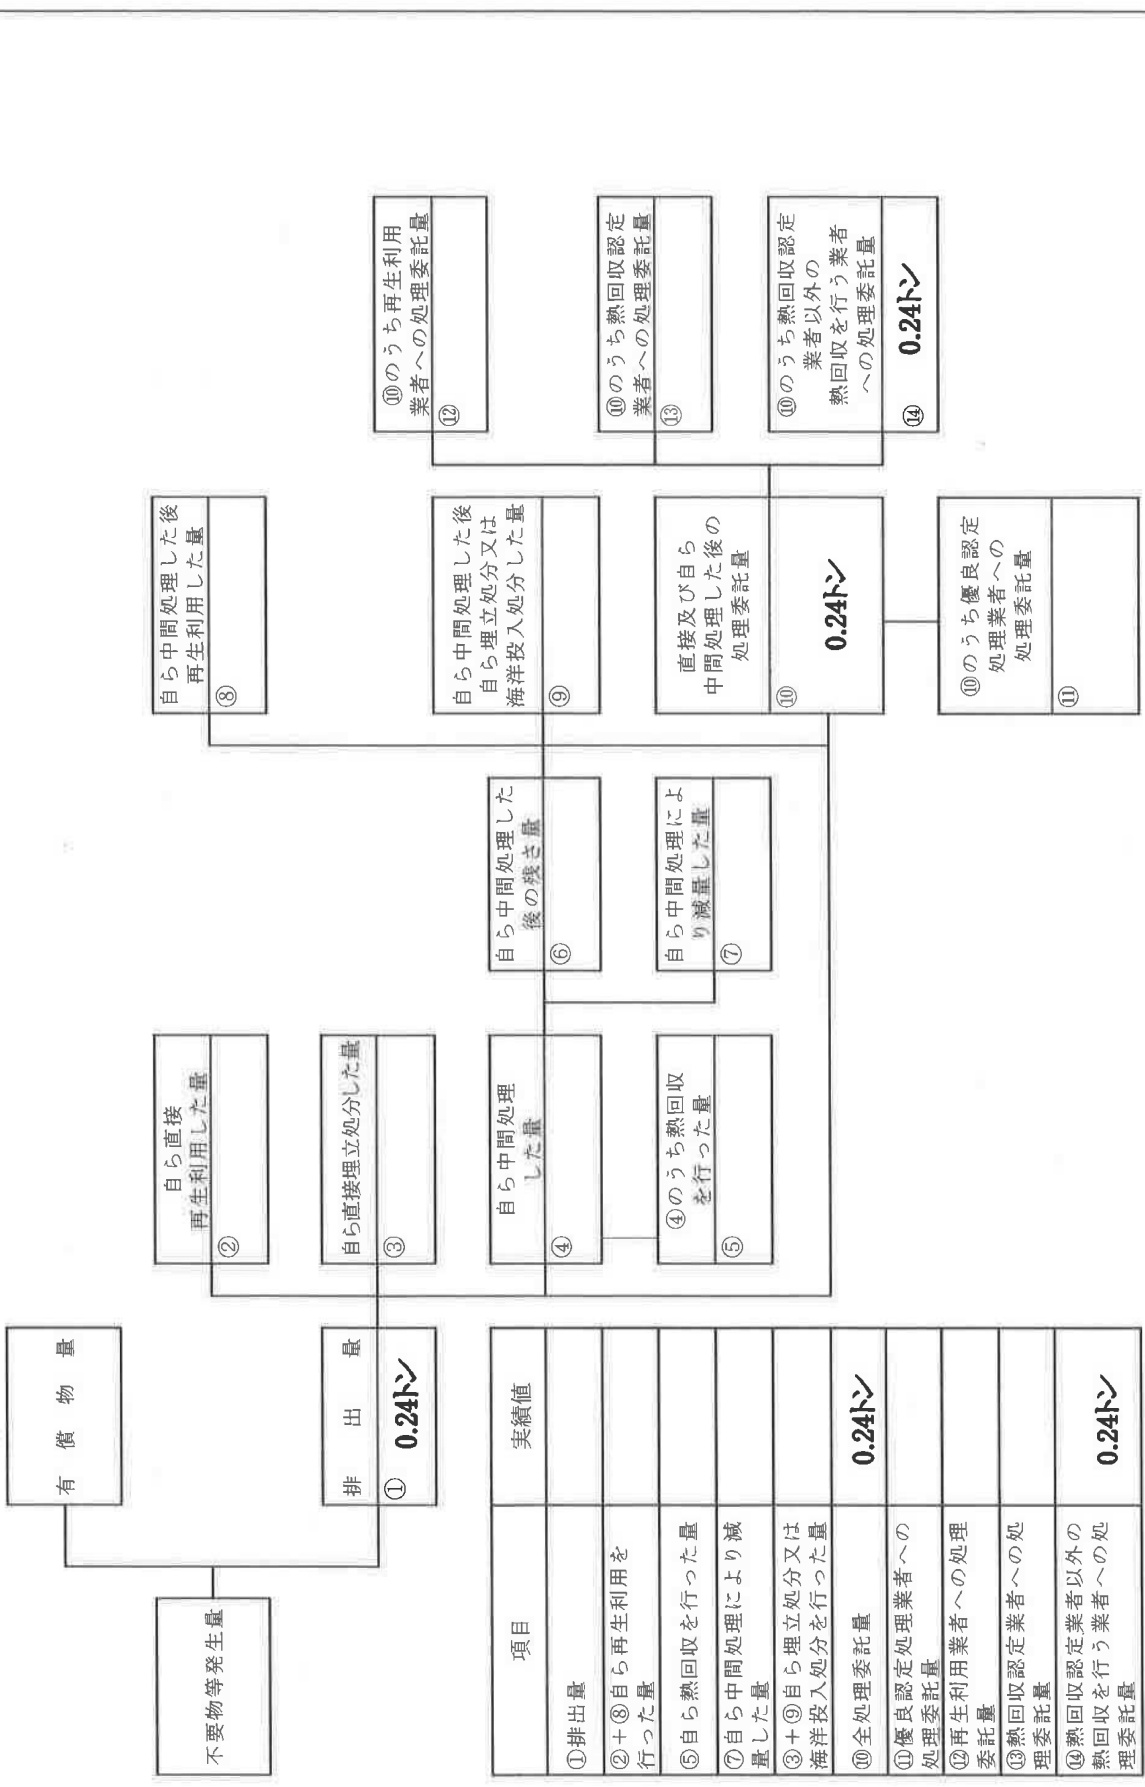 不要物等発生量
有償物量
排出量
①
0.24トン
自ら直接
再生利用した量
②
自ら直接埋立処分した量
③
自ら中間処理
した量
④
④のうち熱回収
を行った量
⑤
自ら中間処理した
後の残さ量
⑥
自ら中間処理によ
り減量した量
⑦
自ら中間処理した後
再生利用した量
⑧
自ら中間処理した後
自ら埋立処分又は
海洋投入処分した量
⑨
直接及び自ら
中間処理した後の
処理委託量
⑩
0.24トン
⑩のうち優良認定
処理業者への
処理委託量
⑪
⑩のうち再生利用
業者への処理委託量
⑫
⑩のうち熱回収認定
業者への処理委託量
⑬
⑩のうち熱回収認定
業者以外の
熱回収を行う業者
への処理委託量
⑭
0.24トン
項目
実績値
①排出量
②+⑧自ら再生利用を
行った量
⑤自ら熱回収を行った量
⑦自ら中間処理により減
量した量
③+⑨自ら埋立処分又は
海洋投入処分を行った量
⑩全処理委託量
0.24トン
⑪優良認定処理業者への
処理委託量
⑫再生利用業者への処理
委託量
⑬熱回収認定業者への処
理委託量
⑭熱回収認定業者以外の
熱回収を行う業者への処
理委託量
0.24トン